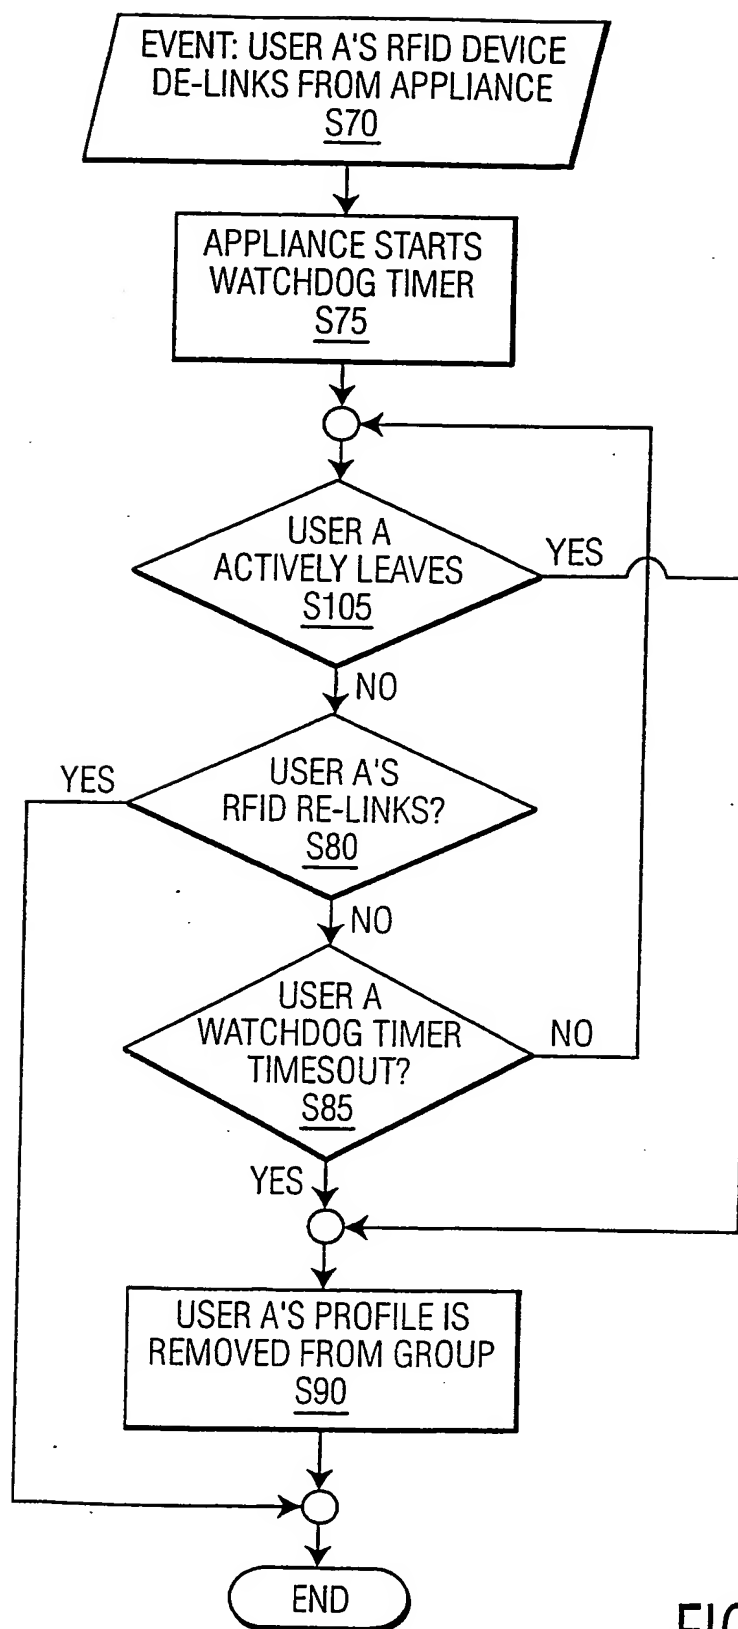 EVENT: USER A'S RFID DEVICE
DE-LINKS FROM APPLIANCE
S70
APPLIANCE STARTS
WATCHDOG TIMER
S75
USER A
ACTIVELY LEAVES
S105
YES
NO
USER A'S
RFID RE-LINKS?
S80
YES
NO
USER A
WATCHDOG TIMER
TIMESOUT?
S85
NO
YES
USER A'S PROFILE IS
REMOVED FROM GROUP
S90
END